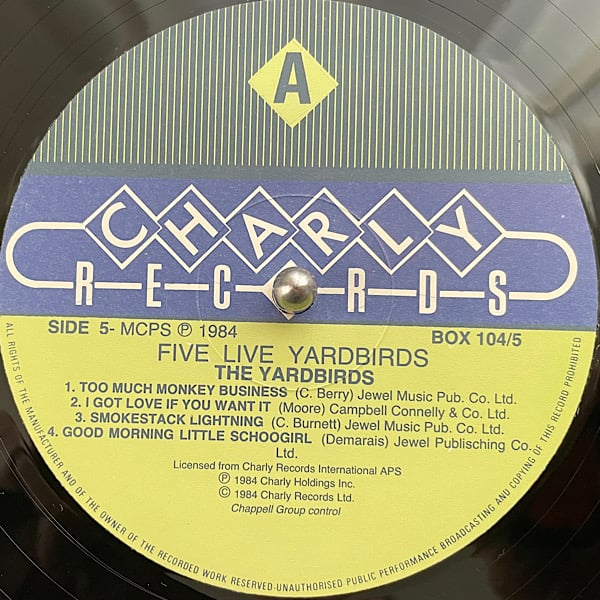 A
CHARLY
RECORDS
SIDE 5- MCPS Ⓟ 1984
BOX 104/5
FIVE LIVE YARDBIRDS
THE YARDBIRDS
1. TOO MUCH MONKEY BUSINESS (C. Berry) Jewel Music Pub. Co. Ltd.
2. I GOT LOVE IF YOU WANT IT (Moore) Campbell Connelly & Co. Ltd.
3. SMOKESTACK LIGHTNING (C. Burnett) Jewel Music Pub. Co. Ltd.
4. GOOD MORNING LITTLE SCHOOGIRL (Demarais) Jewel Publisching Co.
Ltd.
Licensed from Charly Records International APS
Ⓟ 1984 Charly Holdings Inc.
© 1984 Charly Records Ltd.
Chappell Group control
ALL RIGHTS OF THE MANUFACTURER AND OF THE OWNER OF THE RECORDED WORK RESERVED-UNAUTHORISED PUBLIC PERFORMANCE BROADCASTING AND COPYING OF THIS RECORD PROHIBITED